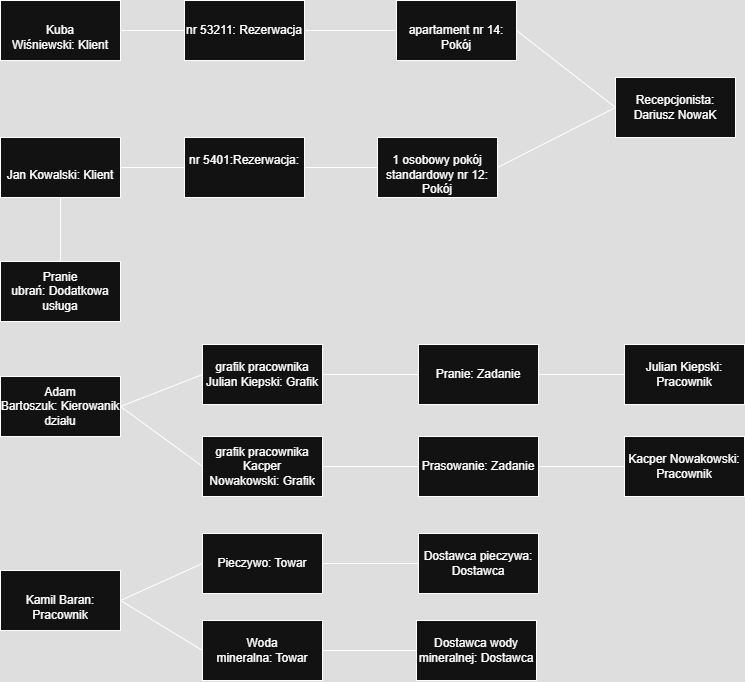 Kuba
Wiśniewski: Klient
nr 53211: Rezerwacja
apartament nr 14:
Pokój
Recepcjonista:
Dariusz NowaK
Jan Kowalski: Klient
nr 5401:Rezerwacja:
1 osobowy pokój
standardowy nr 12:
Pokój
Pranie
ubrań: Dodatkowa
usługa
Adam
Bartoszuk: Kierowanik
działu
grafik pracownika
Julian Kiepski: Grafik
Pranie: Zadanie
Julian Kiepski:
Pracownik
grafik pracownika
Kacper
Nowakowski: Grafik
Prasowanie: Zadanie
Kacper Nowakowski:
Pracownik
Kamil Baran:
Pracownik
Pieczywo: Towar
Dostawca pieczywa:
Dostawca
Woda
mineralna: Towar
Dostawca wody
mineralnej: Dostawca